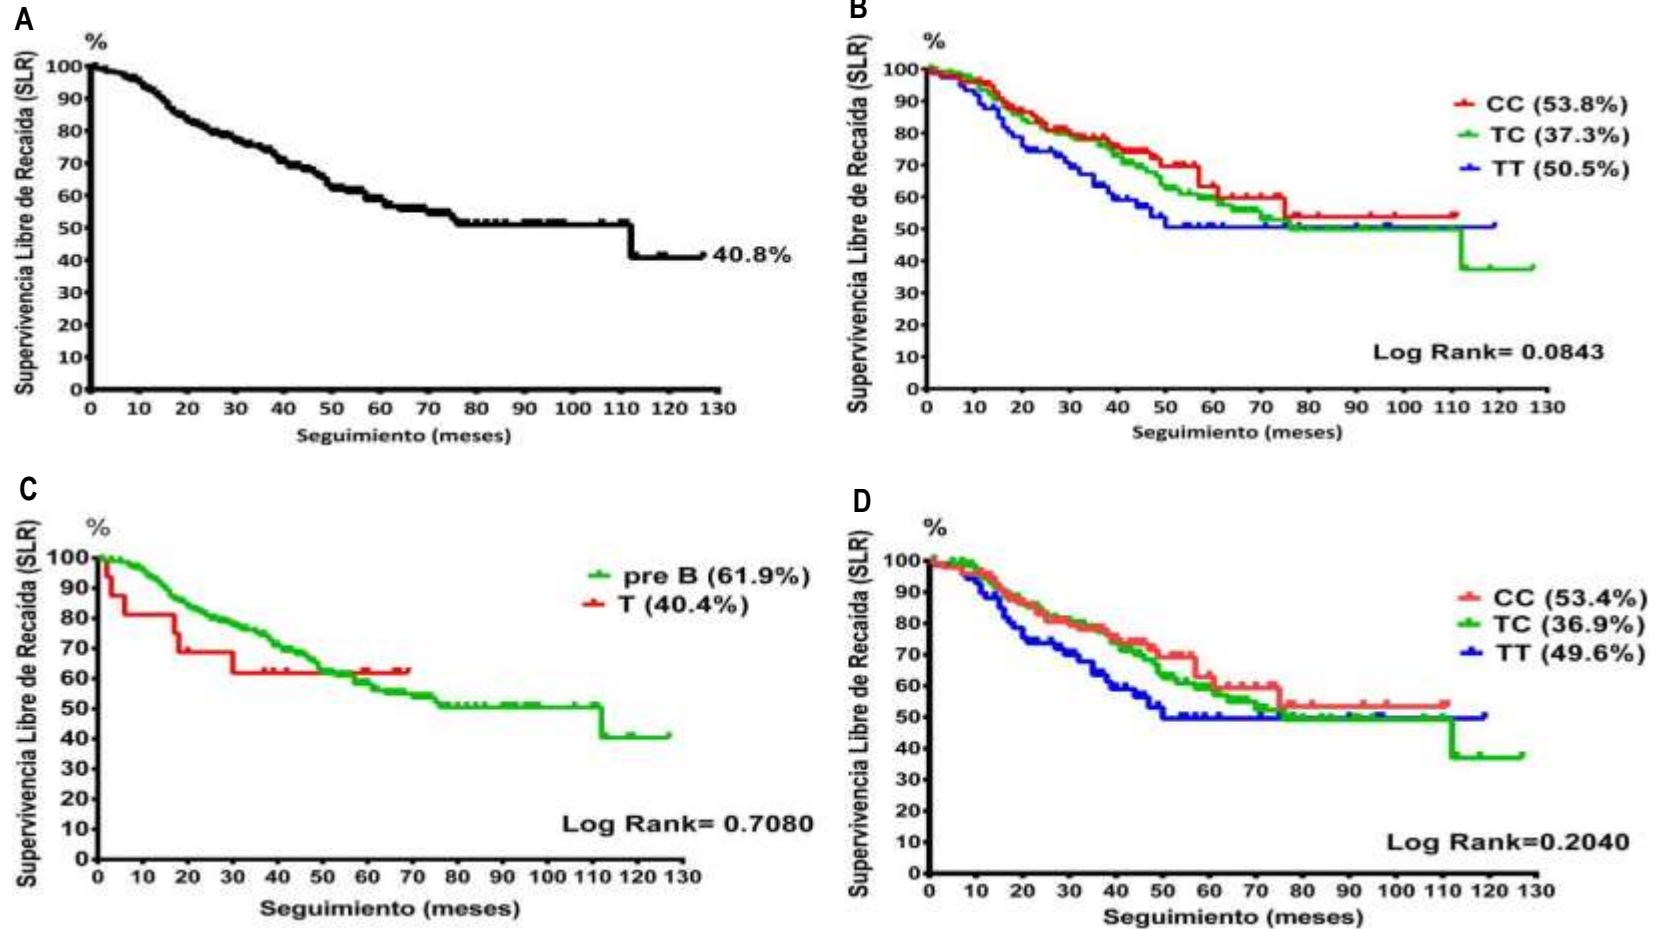 A
%
Supervivencia Libre de Recaída (SLR)
100
90
80
70
60
50
40
30
20
10
0
40.8%
0 10 20 30 40 50 60 70 80 90 100 110 120 130
Seguimiento (meses)
B
%
Supervivencia Libre de Recaída (SLR)
100
90
80
70
60
50
40
30
20
10
0
CC (53.8%)
TC (37.3%)
TT (50.5%)
Log Rank= 0.0843
0 10 20 30 40 50 60 70 80 90 100 110 120 130
Seguimiento (meses)
C
%
Supervivencia Libre de Recaída (SLR)
100
90
80
70
60
50
40
30
20
10
0
pre B (61.9%)
T (40.4%)
Log Rank= 0.7080
0 10 20 30 40 50 60 70 80 90 100 110 120 130
Seguimiento (meses)
D
%
Supervivencia Libre de Recaída (SLR)
100
90
80
70
60
50
40
30
20
10
0
CC (53.4%)
TC (36.9%)
TT (49.6%)
Log Rank=0.2040
0 10 20 30 40 50 60 70 80 90 100 110 120 130
Seguimiento (meses)